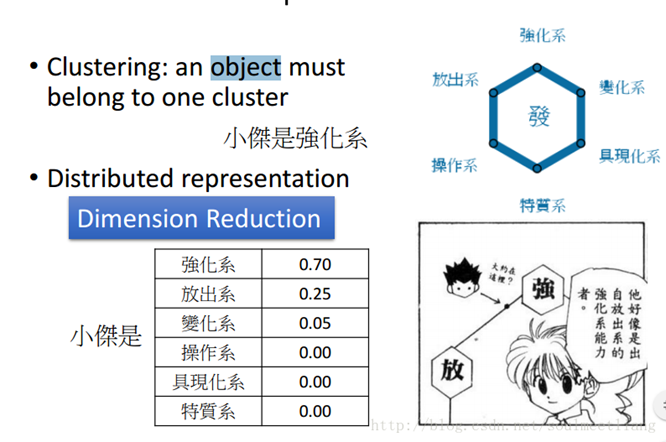 • Clustering: an object must
belong to one cluster
小傑是強化系
• Distributed representation
Dimension Reduction
小傑是
強化系 0.70
放出系 0.25
變化系 0.05
操作系 0.00
具現化系 0.00
特質系 0.00
強化系
放出系
變化系
發
操作系
具現化系
特質系
大約在
這裡？
強
放
他好像是出
自放出系的
強化系能力
者。
http://blog.csdn.net/soulmeetliang